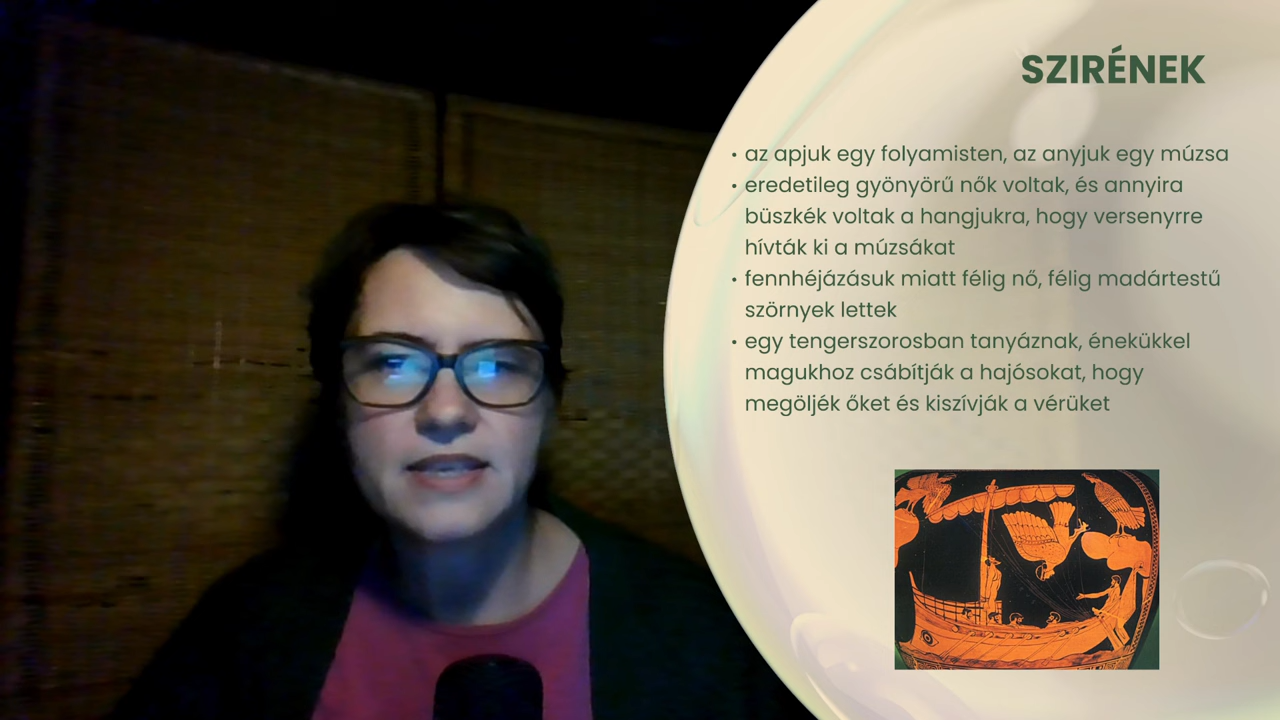 SZIRÉNEK
• az apjuk egy folyamisten, az anyjuk egy múzsa
• eredetileg gyönyörű nők voltak, és annyira
büszkék voltak a hangjukra, hogy versenyrre
hívták ki a múzsákat
• fennhéjázásuk miatt félig nő, félig madártestű
szörnyek lettek
• egy tengerszorosban tanyáznak, énekükkel
magukhoz csábítják a hajósokat, hogy
megöljék őket és kiszívják a vérüket